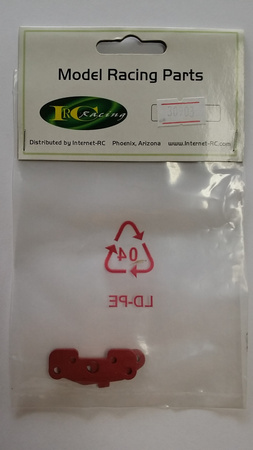 Model Racing Parts
IRC Racing
Distributed by Internet-RC Phoenix, Arizona www.Internet-RC.com
04
LD-PE